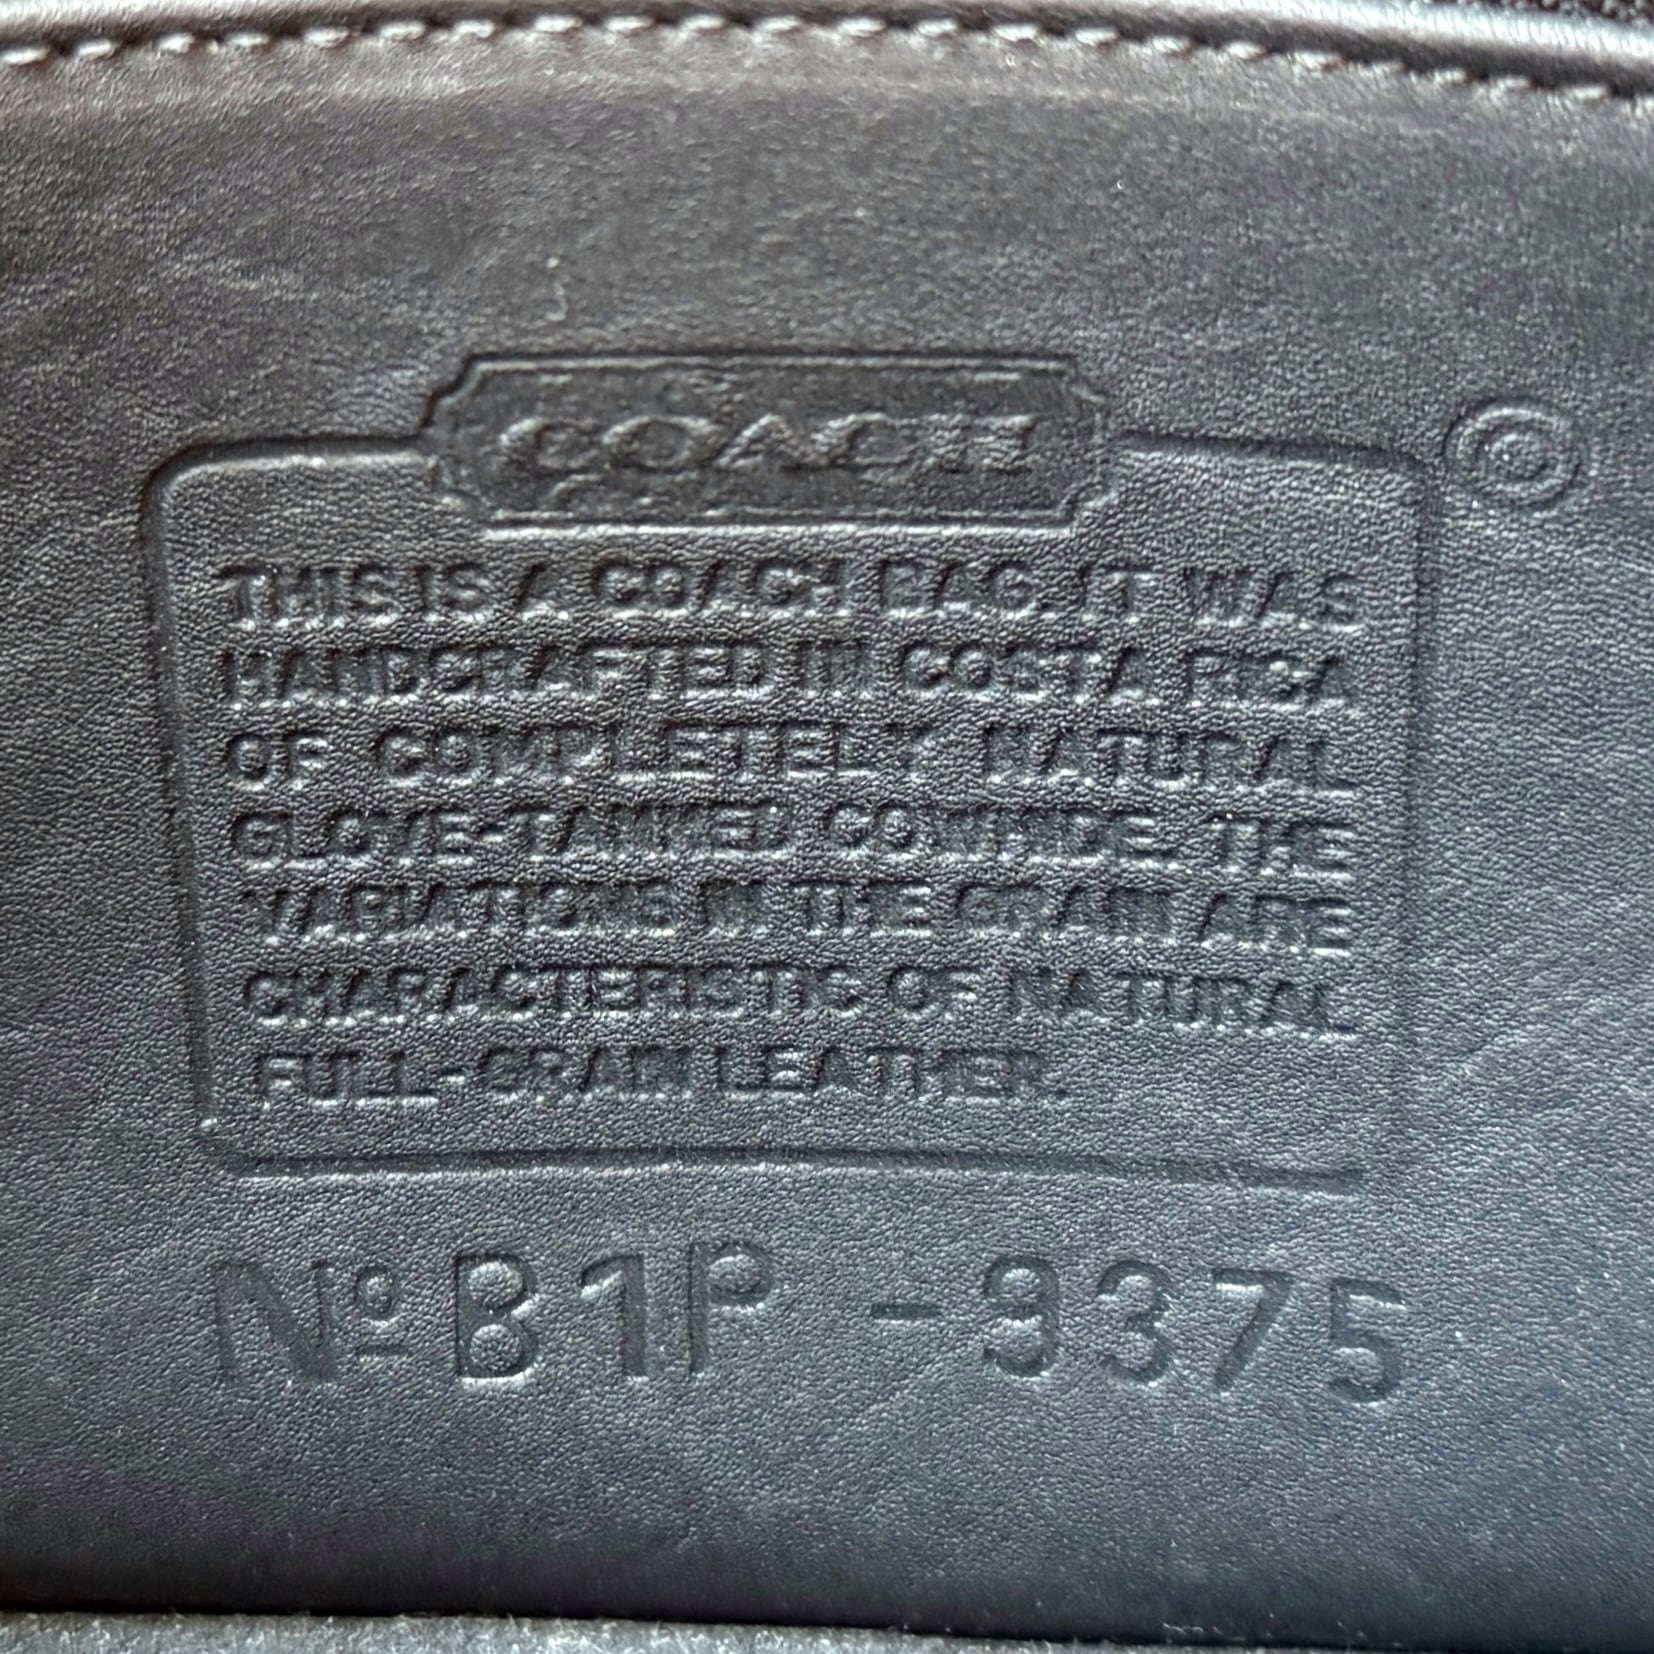 COACH
©
THIS IS A COACH BAG. IT WAS
HANDCRAFTED IN COSTA RICA
OF COMPLETELY NATURAL
GLOVE-TANNED COWHIDE. THE
VARIATIONS IN THE GRAIN ARE
CHARACTERISTIC OF NATURAL
FULL-GRAIN LEATHER.
Nº B1P -9375